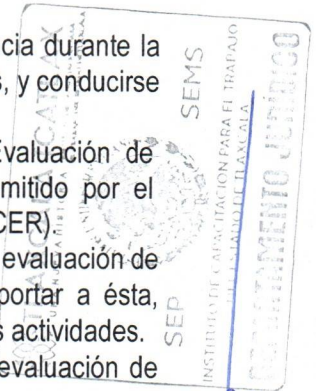 cia durante la
s, y conducirse
Evaluación de
mitido por el
CER).
evaluación de
portar a ésta,
s actividades.
evaluación de
SEP
SEMS
INSTITUTO DE CAPACITACIÓN PARA EL TRABAJO
DEL ESTADO DE TLAXCALA
DEPARTAMENTO JURÍDICO